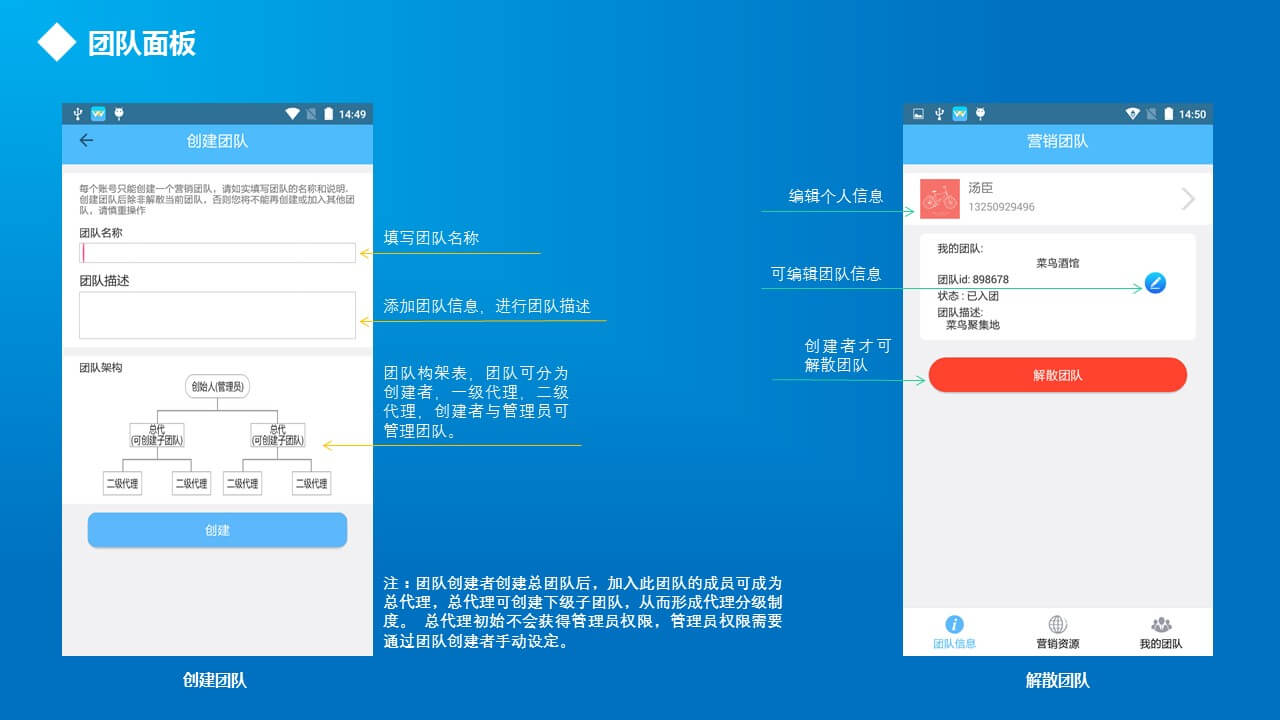 团队面板
14:49
创建团队
每个账号只能创建一个营销团队，请如实填写团队的名称和说明.
创建团队后除非解散当前团队，否则您将不能再创建或加入其他团
队，请慎重操作
团队名称
团队描述
团队架构
创始人(管理员)
总代
(可创建子团队)
总代
(可创建子团队)
二级代理
二级代理
二级代理
二级代理
创建
创建团队
填写团队名称
添加团队信息，进行团队描述
团队构架表，团队可分为
创建者，一级代理，二级
代理，创建者与管理员可
管理团队。
注：团队创建者创建总团队后，加入此团队的成员可成为
总代理，总代理可创建下级子团队，从而形成代理分级制
度。 总代理初始不会获得管理员权限，管理员权限需要
通过团队创建者手动设定。
编辑个人信息
可编辑团队信息
创建者才可
解散团队
14:50
营销团队
汤臣
13250929496
我的团队:
菜鸟酒馆
团队id: 898678
状态 : 已入团
团队描述:
菜鸟聚集地
解散团队
团队信息
营销资源
我的团队
解散团队